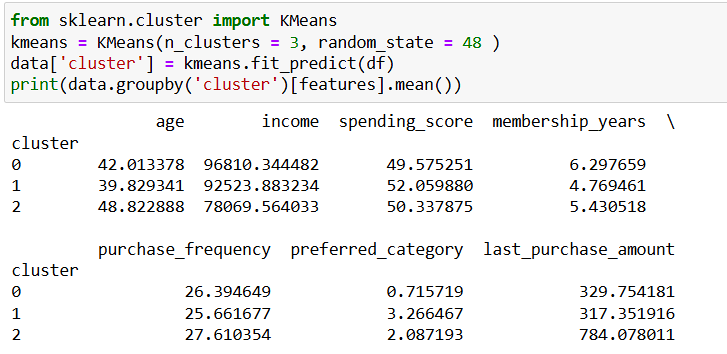 from sklearn.cluster import KMeans
kmeans = KMeans(n_clusters = 3, random_state = 48 )
data['cluster'] = kmeans.fit_predict(df)
print(data.groupby('cluster')[features].mean())
age income spending_score membership_years \
cluster
0 42.013378 96810.344482 49.575251 6.297659
1 39.829341 92523.883234 52.059880 4.769461
2 48.822888 78069.564033 50.337875 5.430518
purchase_frequency preferred_category last_purchase_amount
cluster
0 26.394649 0.715719 329.754181
1 25.661677 3.266467 317.351916
2 27.610354 2.087193 784.078011